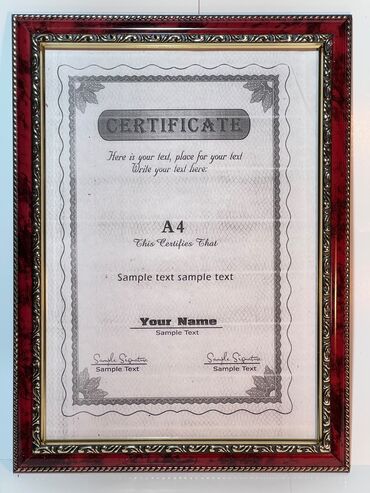 CERTIFICATE
Here is your text, place for your text
Write your text here:
A4
This Certifies That
Sample text sample text
Your Name
Sample Text
Sample Signature Sample Signature
Sample Text Sample Text